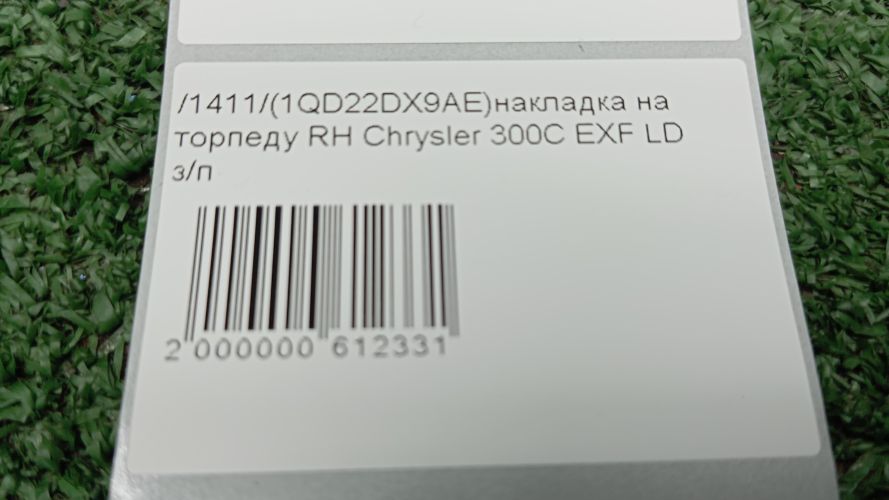 /1411/(1QD22DX9AE)накладка на
торпеду RH Chrysler 300C EXF LD
з/п
2 000000 612331